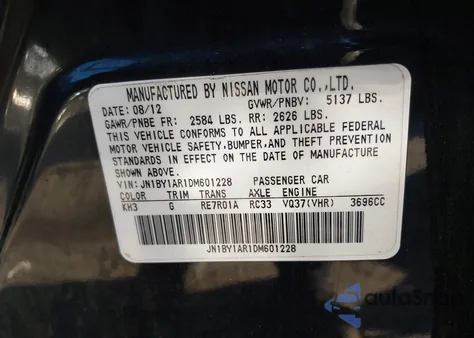 MANUFACTURED BY NISSAN MOTOR CO.,LTD.
DATE: 08/12 GVWR/PNBV: 5137 LBS.
GAWR/PNBE FR: 2584 LBS. RR: 2626 LBS.
THIS VEHICLE CONFORMS TO ALL APPLICABLE FEDERAL
MOTOR VEHICLE SAFETY,BUMPER,AND THEFT PREVENTION
STANDARDS IN EFFECT ON THE DATE OF MANUFACTURE
SHOWN ABOVE.
VIN: JN1BY1AR1DM601228 PASSENGER CAR
COLOR TRIM TRANS AXLE ENGINE
KH3 G RE7R01A RC33 VQ37(VHR) 3696CC
JN1BY1AR1DM601228